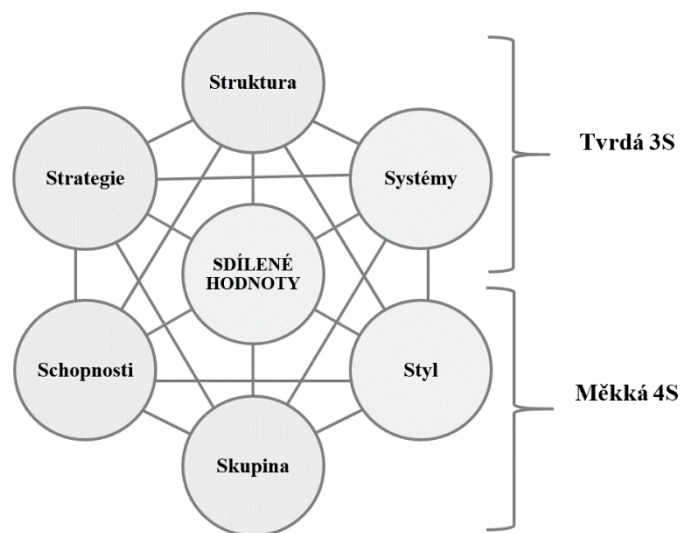 Struktura
Tvrdá 3S
Strategie
Systémy
SDÍLENÉ
HODNOTY
Schopnosti
Styl
Měkká 4S
Skupina